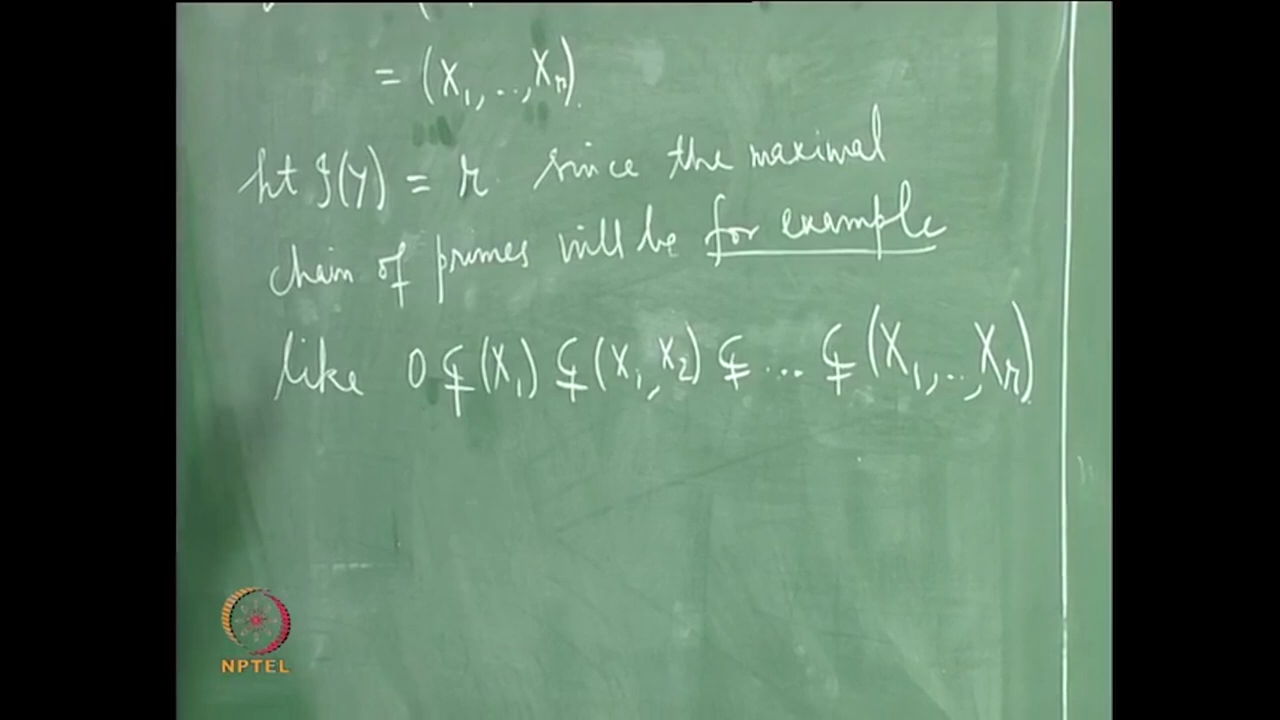 = (X₁,..,Xᵣ)
ht 𝓘(Y) = r since the maximal
chain of primes will be for example
like 0 ⊊ (X₁) ⊊ (X₁,X₂) ⊊ ... ⊊ (X₁,..,Xᵣ)
NPTEL